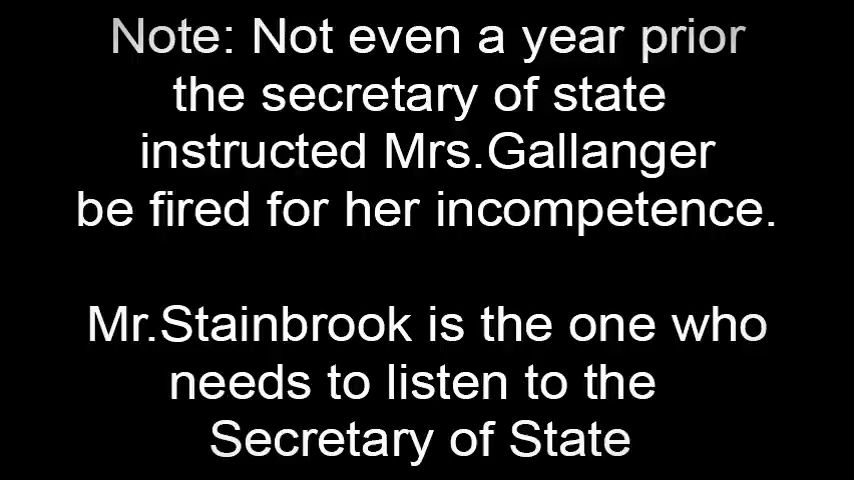 Note: Not even a year prior
the secretary of state
instructed Mrs.Gallanger
be fired for her incompetence.
Mr.Stainbrook is the one who
needs to listen to the
Secretary of State